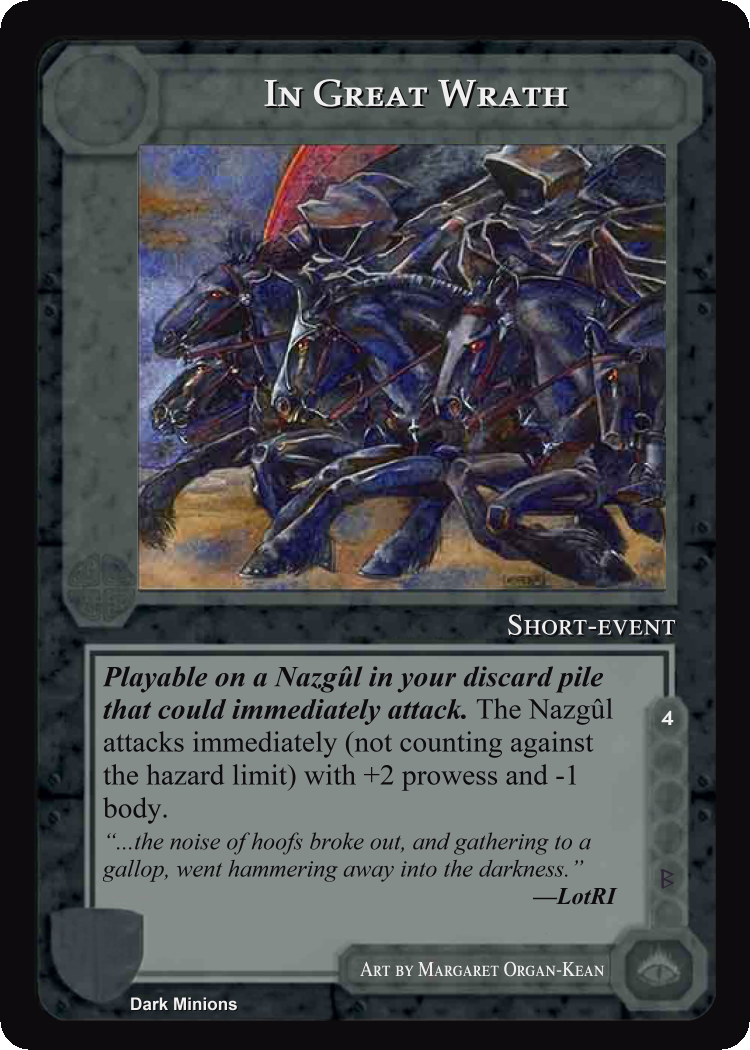 In Great Wrath
Short-event
Playable on a Nazgûl in your discard pile
that could immediately attack. The Nazgûl
attacks immediately (not counting against
the hazard limit) with +2 prowess and -1
body.
4
“...the noise of hoofs broke out, and gathering to a
gallop, went hammering away into the darkness.”
—LotRI
Art by Margaret Organ-Kean
Dark Minions